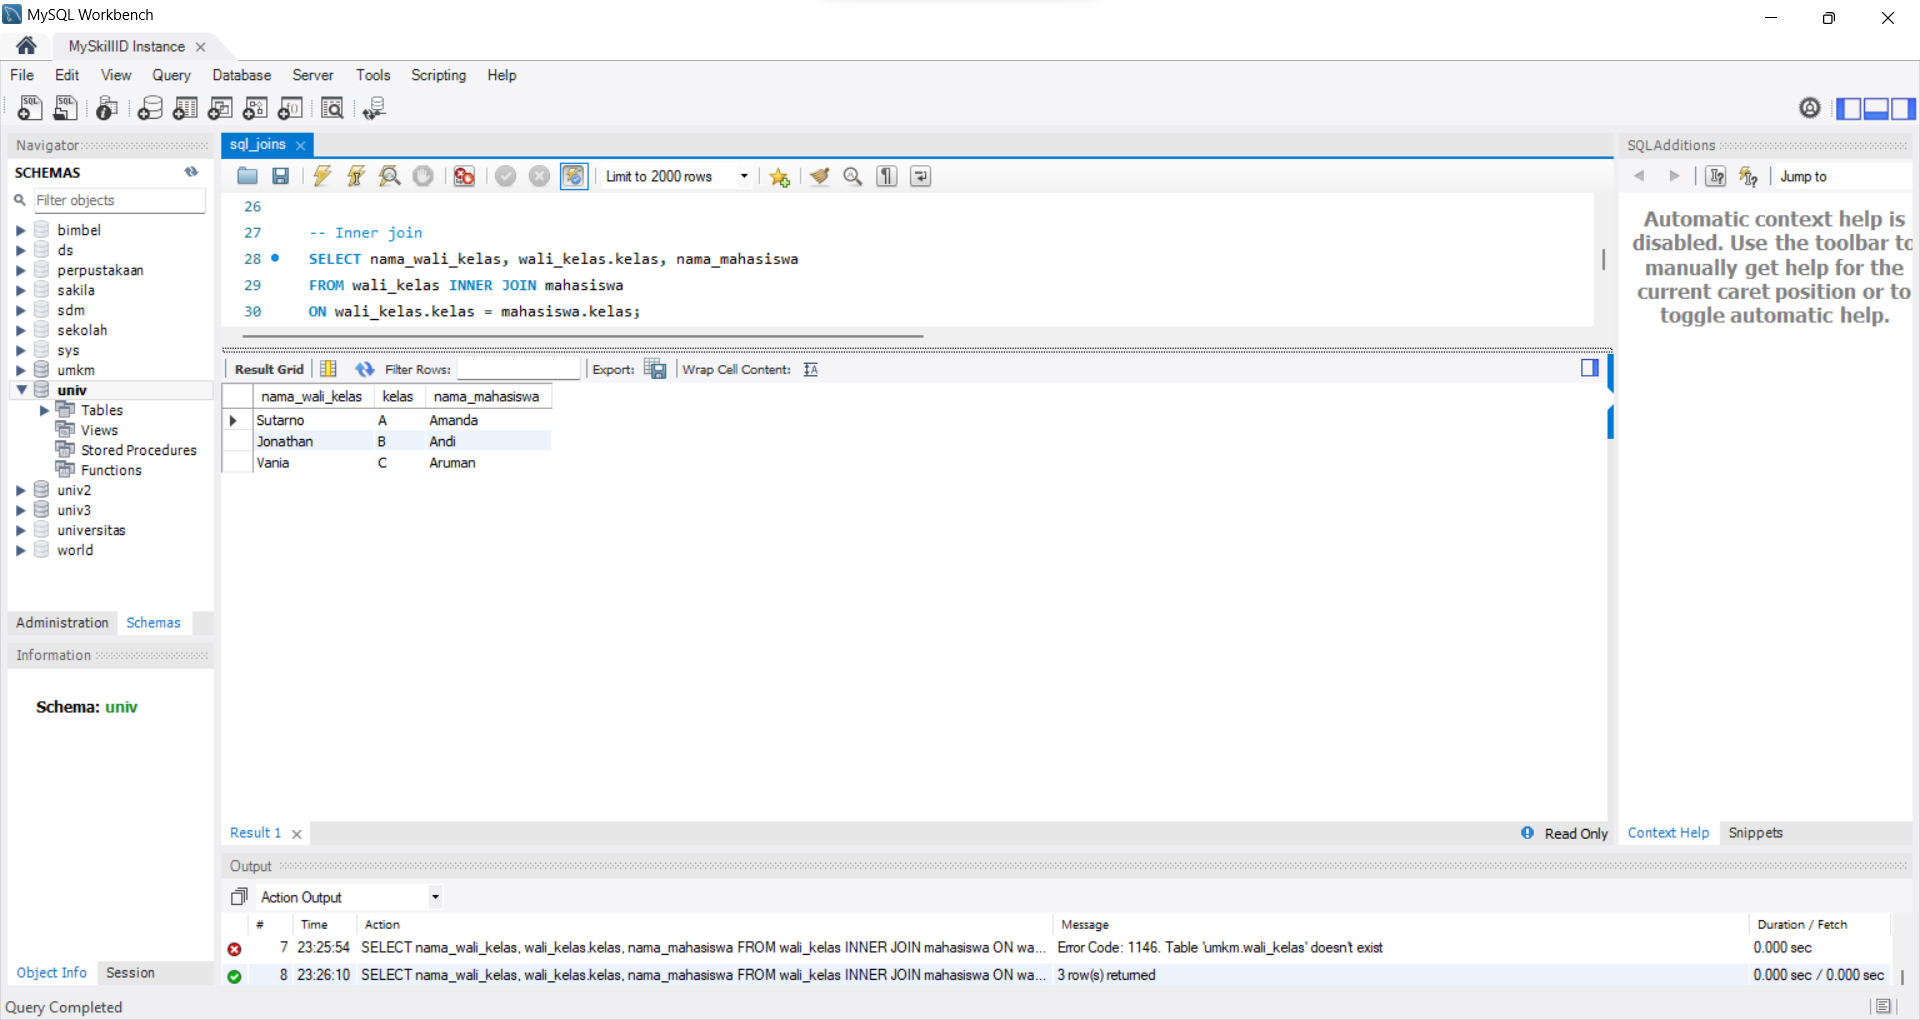 MySQL Workbench
MySkillID Instance
File Edit View Query Database Server Tools Scripting Help
Navigator
SCHEMAS
Filter objects
bimbel
ds
perpustakaan
sakila
sdm
sekolah
sys
umkm
univ
Tables
Views
Stored Procedures
Functions
univ2
univ3
universitas
world
Administration Schemas
Information
Schema: univ
Object Info Session
sql_joins
Limit to 2000 rows
26
27 -- Inner join
28 SELECT nama_wali_kelas, wali_kelas.kelas, nama_mahasiswa
29 FROM wali_kelas INNER JOIN mahasiswa
30 ON wali_kelas.kelas = mahasiswa.kelas;
Result Grid Filter Rows: Export: Wrap Cell Content:
nama_wali_kelas kelas nama_mahasiswa
Sutarno A Amanda
Jonathan B Andi
Vania C Aruman
Result 1 Read Only
SQLAdditions
Jump to
Automatic context help is
disabled. Use the toolbar to
manually get help for the
current caret position or to
toggle automatic help.
Context Help Snippets
Output
Action Output
# Time Action Message Duration / Fetch
7 23:25:54 SELECT nama_wali_kelas, wali_kelas.kelas, nama_mahasiswa FROM wali_kelas INNER JOIN mahasiswa ON wa... Error Code: 1146. Table 'umkm.wali_kelas' doesn't exist 0.000 sec
8 23:26:10 SELECT nama_wali_kelas, wali_kelas.kelas, nama_mahasiswa FROM wali_kelas INNER JOIN mahasiswa ON wa... 3 row(s) returned 0.000 sec / 0.000 sec
Query Completed